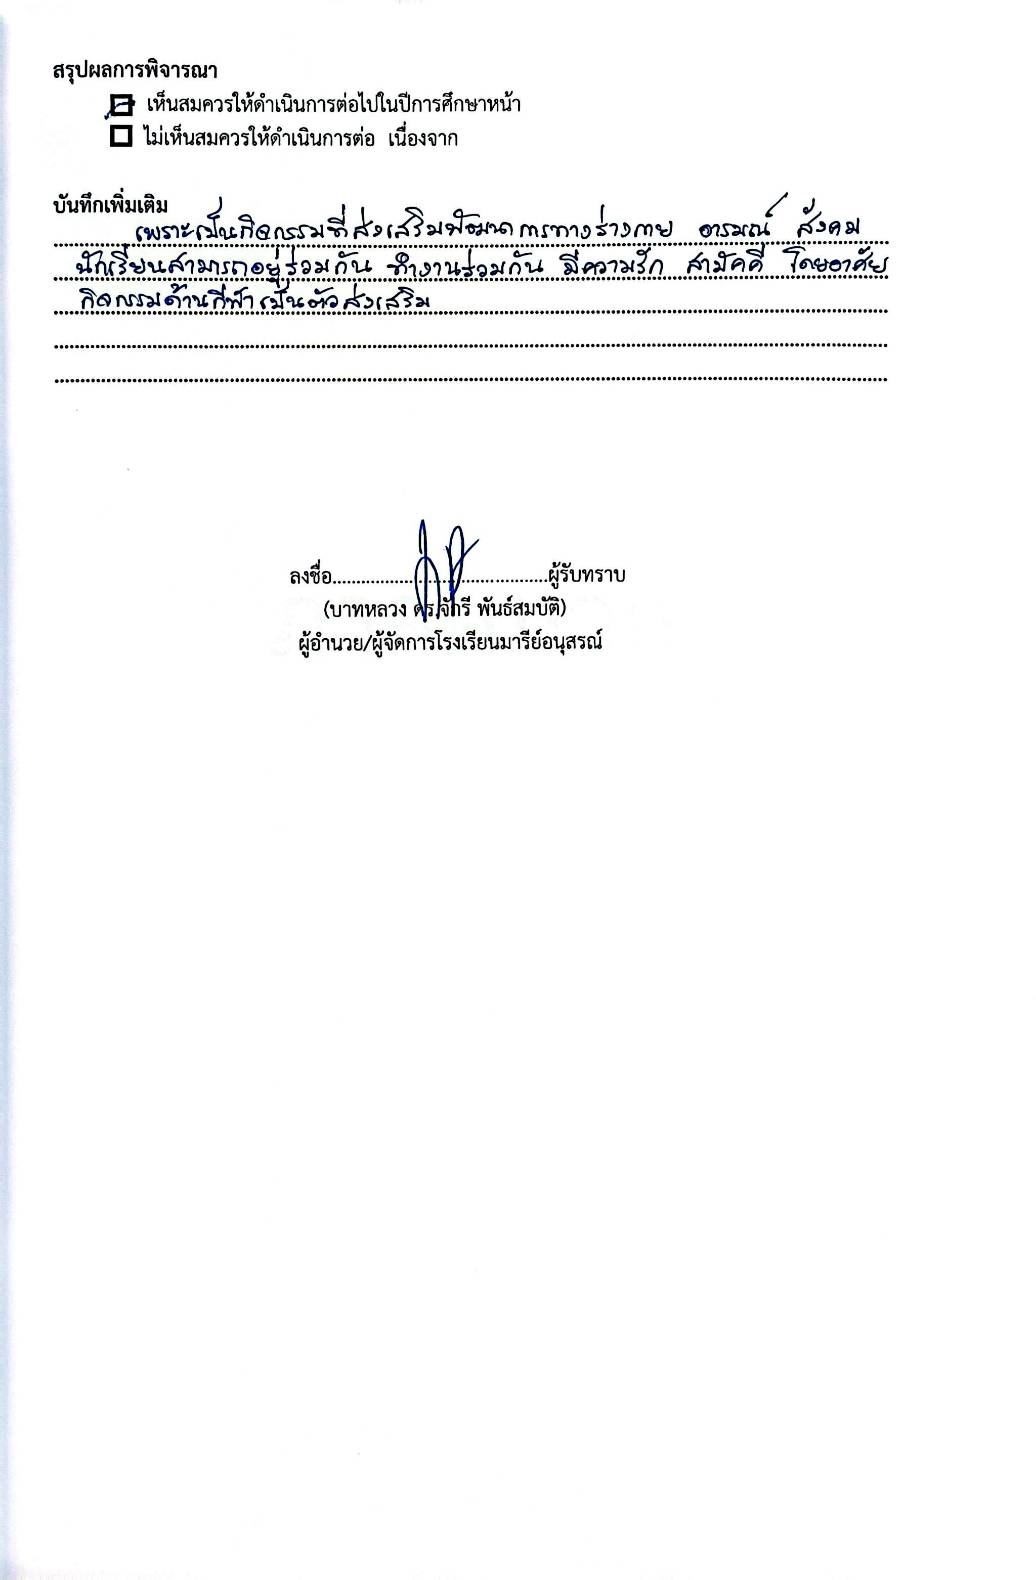 สรุปผลการพิจารณา
เห็นสมควรให้ดำเนินการต่อไปในปีการศึกษาหน้า
ไม่เห็นสมควรให้ดำเนินการต่อ เนื่องจาก
บันทึกเพิ่มเติม
เพราะเป็นกิจกรรมที่ส่งเสริมพัฒนาการทางร่างกาย อารมณ์ สังคม
นักเรียนสามารถอยู่ร่วมกัน ทำงานร่วมกัน มีความรัก สามัคคี โดยอาศัย
กิจกรรมด้านกีฬาเป็นตัวส่งเสริม
ลงชื่อ..............................................ผู้รับทราบ
(บาทหลวง ดร.จักรี พันธ์สมบัติ)
ผู้อำนวย/ผู้จัดการโรงเรียนมารีย์อนุสรณ์